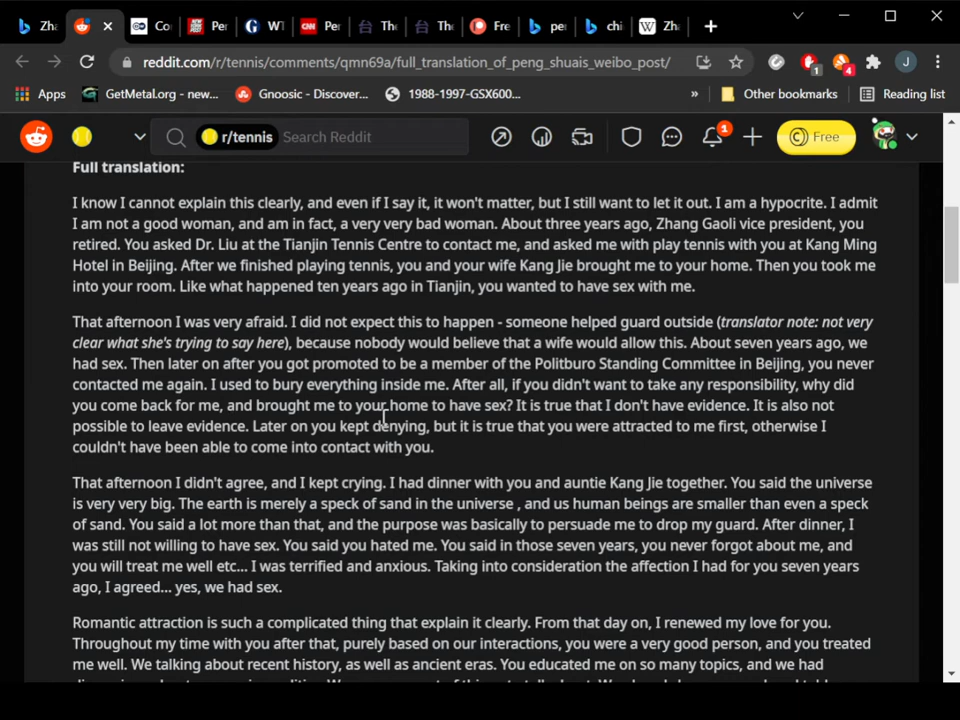 Zha
Co
Per
WT
Pe
The
The
Fre
pe
chi
Zh
reddit.com/r/tennis/comments/qmn69a/full_translation_of_peng_shuais_weibo_post/
1
4
J
Apps
GetMetal.org - new...
Gnoosic - Discover...
1988-1997-GSX600...
»
Other bookmarks
Reading list
r/tennis
Search Reddit
1
Free
Full translation:
I know I cannot explain this clearly, and even if I say it, it won't matter, but I still want to let it out. I am a hypocrite. I admit
I am not a good woman, and am in fact, a very very bad woman. About three years ago, Zhang Gaoli vice president, you
retired. You asked Dr. Liu at the Tianjin Tennis Centre to contact me, and asked me with play tennis with you at Kang Ming
Hotel in Beijing. After we finished playing tennis, you and your wife Kang Jie brought me to your home. Then you took me
into your room. Like what happened ten years ago in Tianjin, you wanted to have sex with me.
That afternoon I was very afraid. I did not expect this to happen - someone helped guard outside (translator note: not very
clear what she's trying to say here), because nobody would believe that a wife would allow this. About seven years ago, we
had sex. Then later on after you got promoted to be a member of the Politburo Standing Committee in Beijing, you never
contacted me again. I used to bury everything inside me. After all, if you didn't want to take any responsibility, why did
you come back for me, and brought me to your home to have sex? It is true that I don't have evidence. It is also not
possible to leave evidence. Later on you kept denying, but it is true that you were attracted to me first, otherwise I
couldn't have been able to come into contact with you.
That afternoon I didn't agree, and I kept crying. I had dinner with you and auntie Kang Jie together. You said the universe
is very very big. The earth is merely a speck of sand in the universe , and us human beings are smaller than even a speck
of sand. You said a lot more than that, and the purpose was basically to persuade me to drop my guard. After dinner, I
was still not willing to have sex. You said you hated me. You said in those seven years, you never forgot about me, and
you will treat me well etc... I was terrified and anxious. Taking into consideration the affection I had for you seven years
ago, I agreed... yes, we had sex.
Romantic attraction is such a complicated thing that explain it clearly. From that day on, I renewed my love for you.
Throughout my time with you after that, purely based on our interactions, you were a very good person, and you treated
me well. We talking about recent history, as well as ancient eras. You educated me on so many topics, and we had